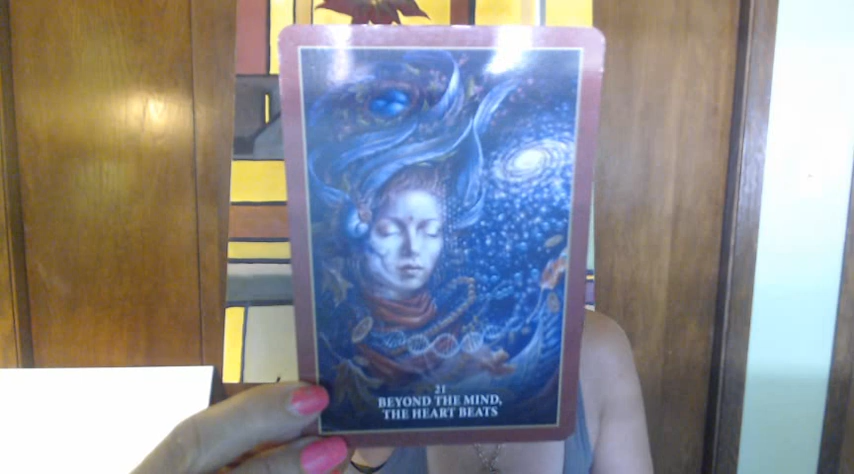 21
BEYOND THE MIND,
THE HEART BEATS